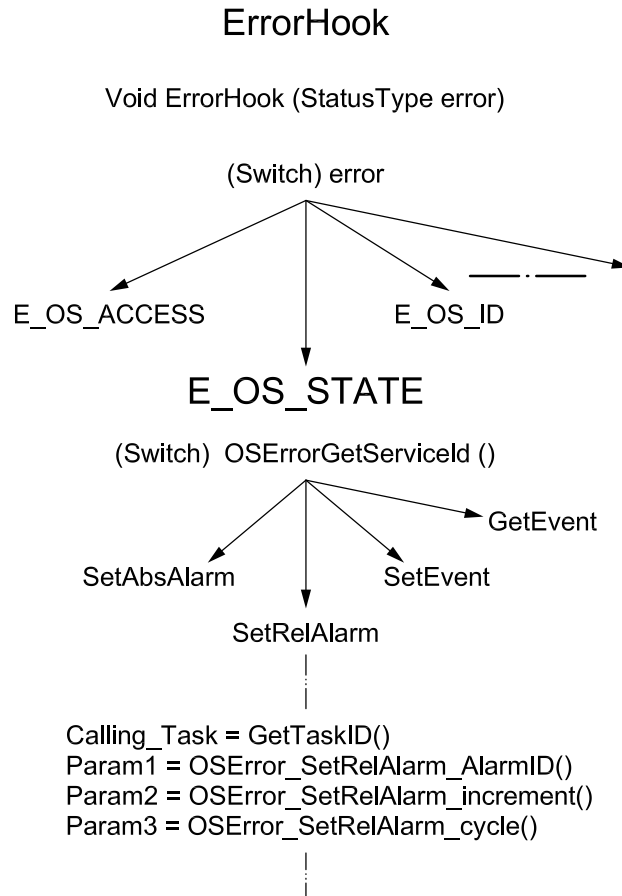 ErrorHook
Void ErrorHook (StatusType error)
(Switch) error
E_OS_ACCESS
E_OS_ID
E_OS_STATE
(Switch) OSErrorGetServiceId ()
GetEvent
SetAbsAlarm
SetEvent
SetRelAlarm
Calling_Task = GetTaskID()
Param1 = OSError_SetRelAlarm_AlarmID()
Param2 = OSError_SetRelAlarm_increment()
Param3 = OSError_SetRelAlarm_cycle()